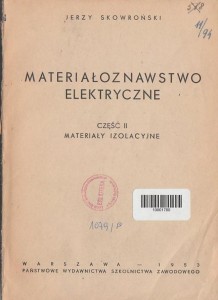 JERZY SKOWROŃSKI
MATERIAŁOZNAWSTWO
ELEKTRYCZNE
CZĘŚĆ II
MATERIAŁY IZOLACYJNE
WARSZAWA — 1953
PAŃSTWOWE WYDAWNICTWA SZKOLNICTWA ZAWODOWEGO